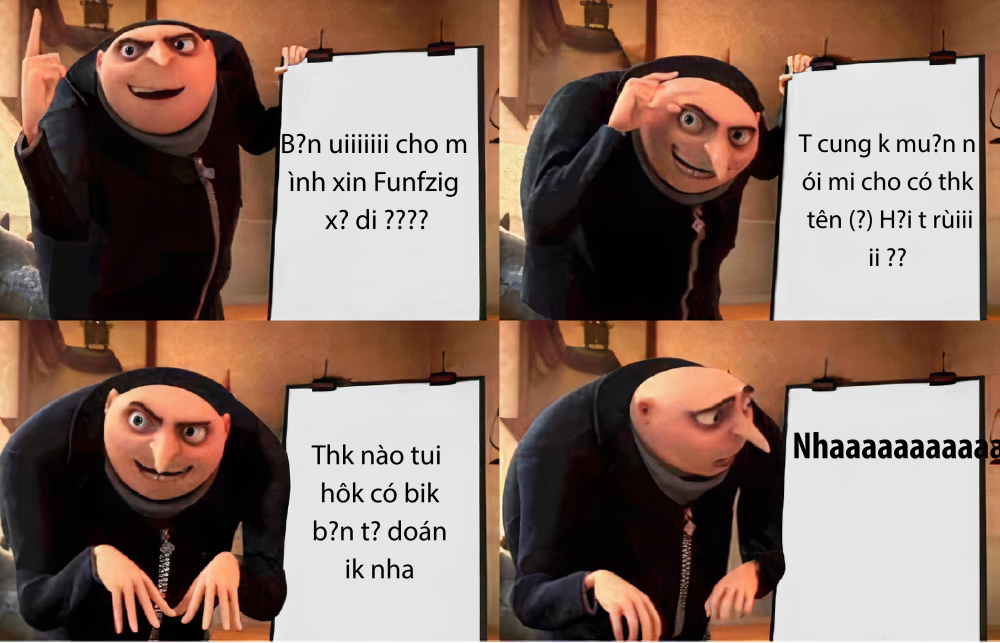 B?n uiiiiiii cho m
ình xin Funfzig
x? di ????
T cung k mu?n n
ói mi cho có thk
tên (?) H?i t rùiii
ii ??
Thk nào tui
hôk có bik
b?n t? doán
ik nha
Nhaaaaaaaaaaa